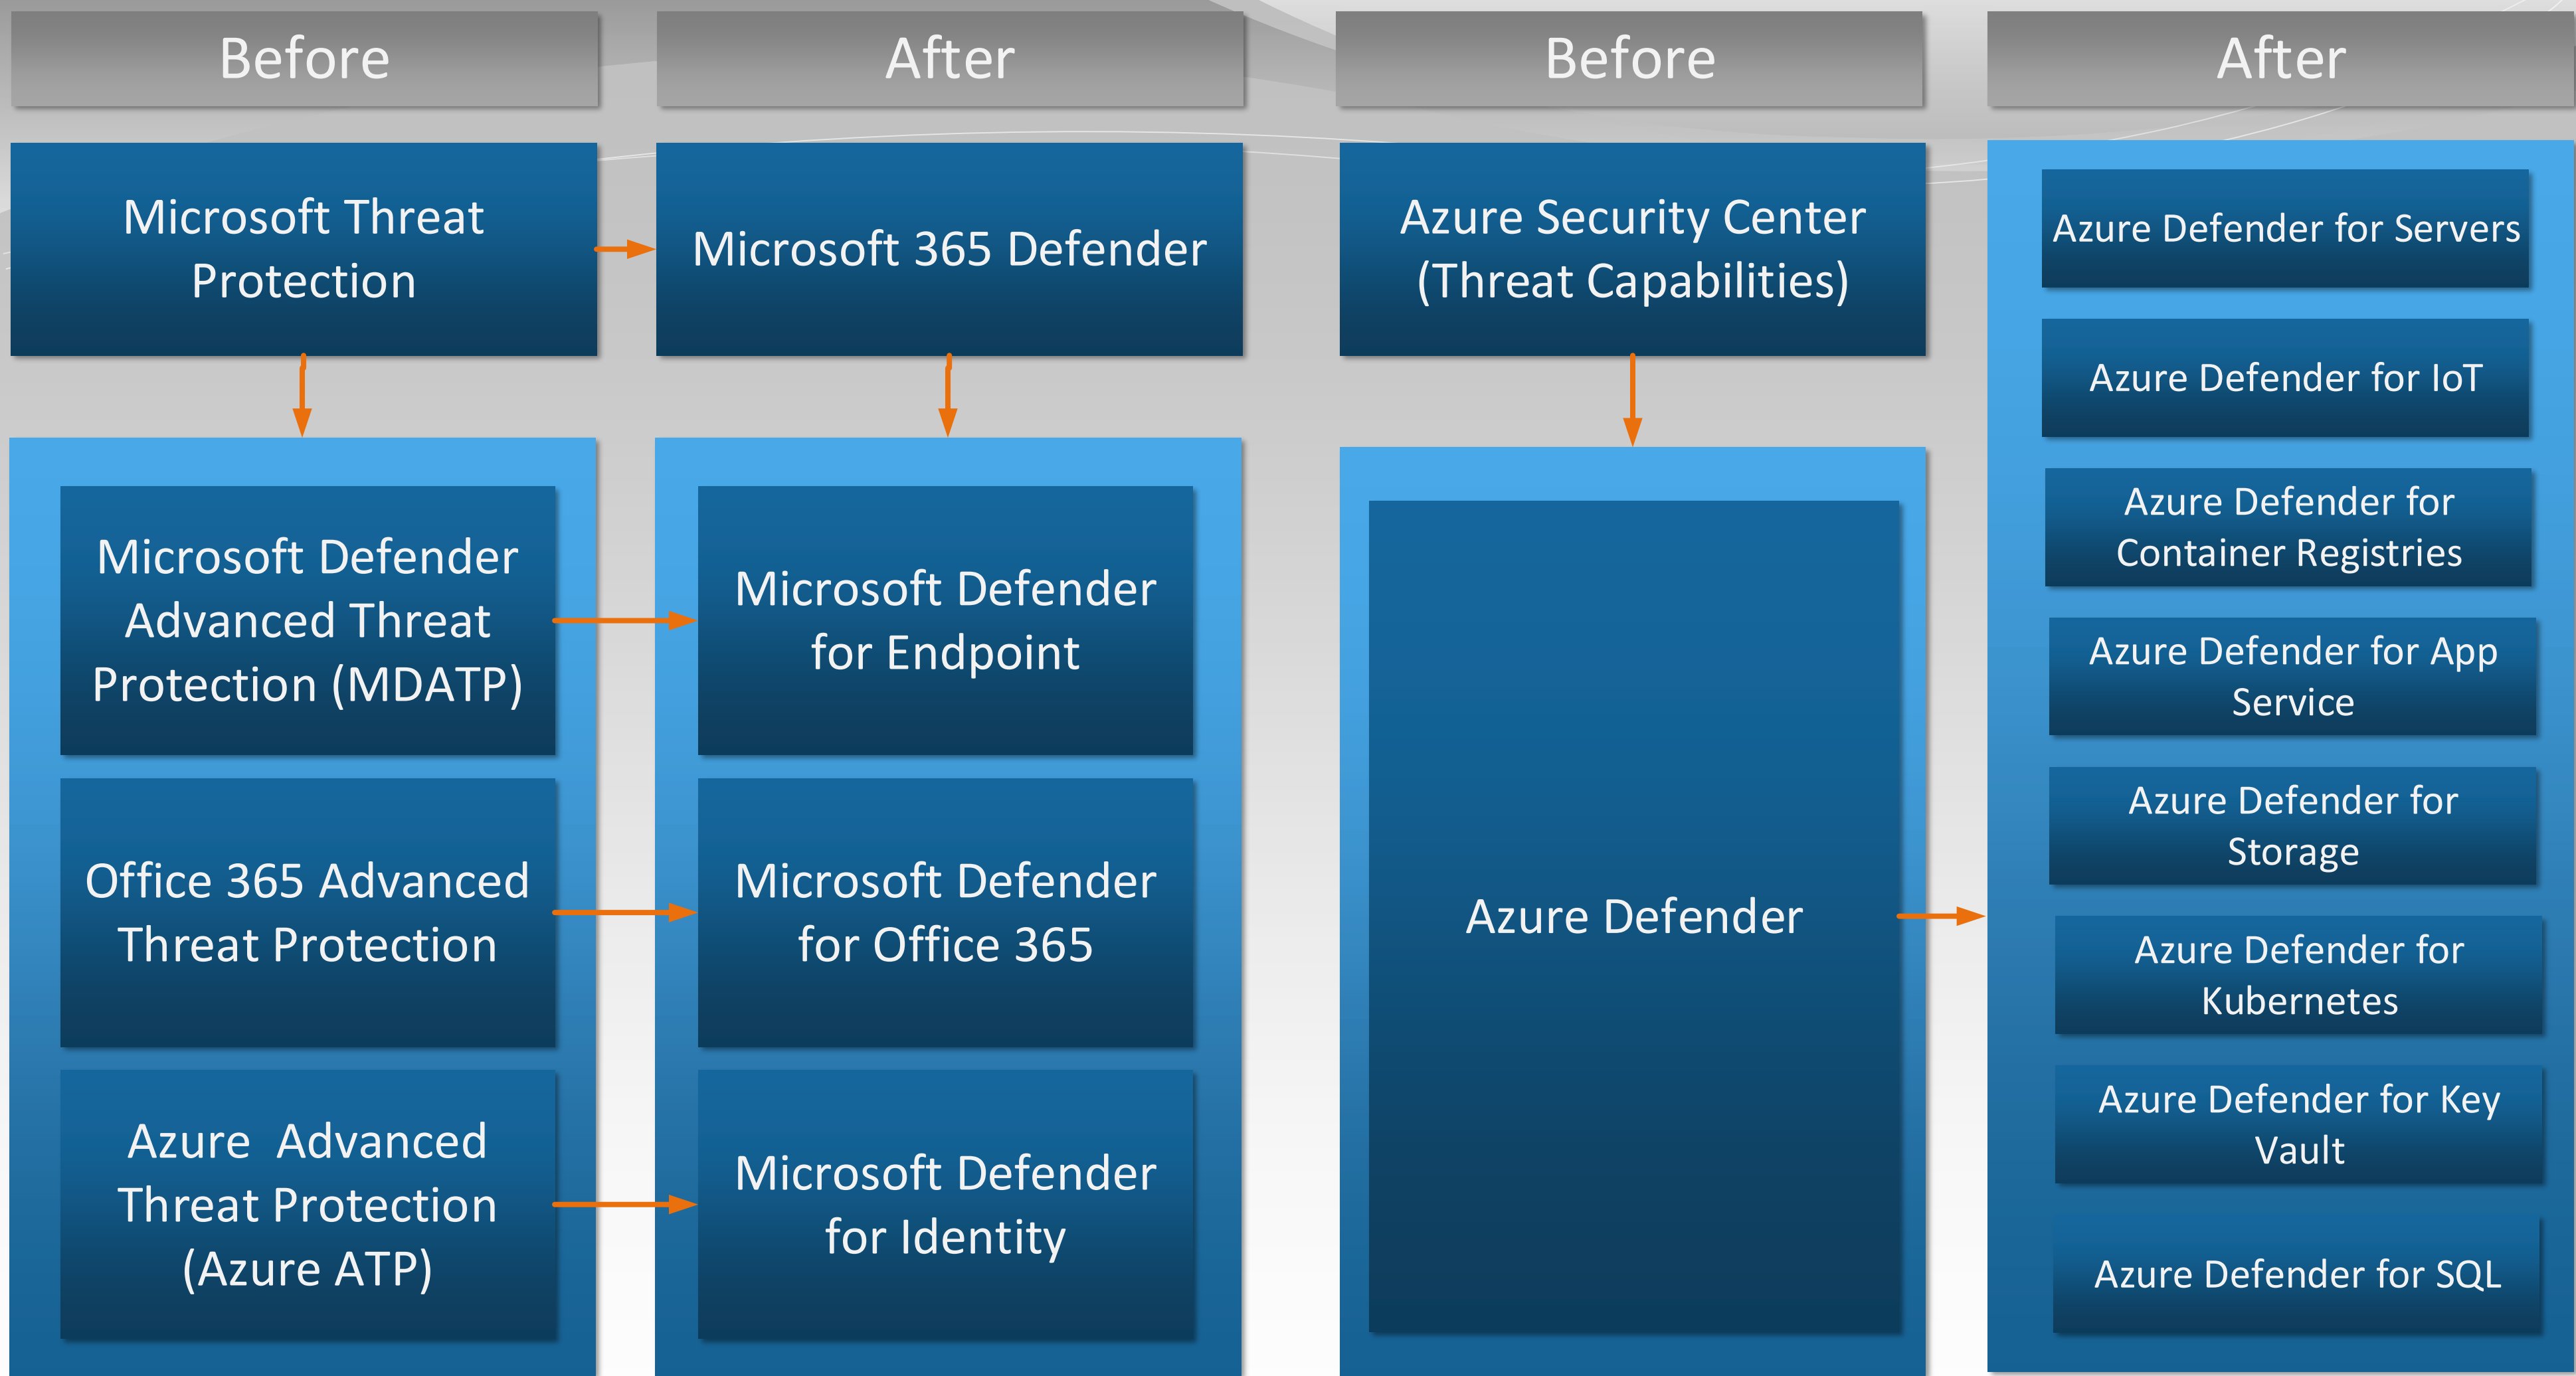 Before
After
Before
After
Microsoft Threat
Protection
Microsoft 365 Defender
Azure Security Center
(Threat Capabilities)
Microsoft Defender
Advanced Threat
Protection (MDATP)
Office 365 Advanced
Threat Protection
Azure  Advanced
Threat Protection
(Azure ATP)
Microsoft Defender
for Endpoint
Microsoft Defender
for Office 365
Microsoft Defender
for Identity
Azure Defender
Azure Defender for Servers
Azure Defender for IoT
Azure Defender for
Container Registries
Azure Defender for App
Service
Azure Defender for
Storage
Azure Defender for
Kubernetes
Azure Defender for Key
Vault
Azure Defender for SQL